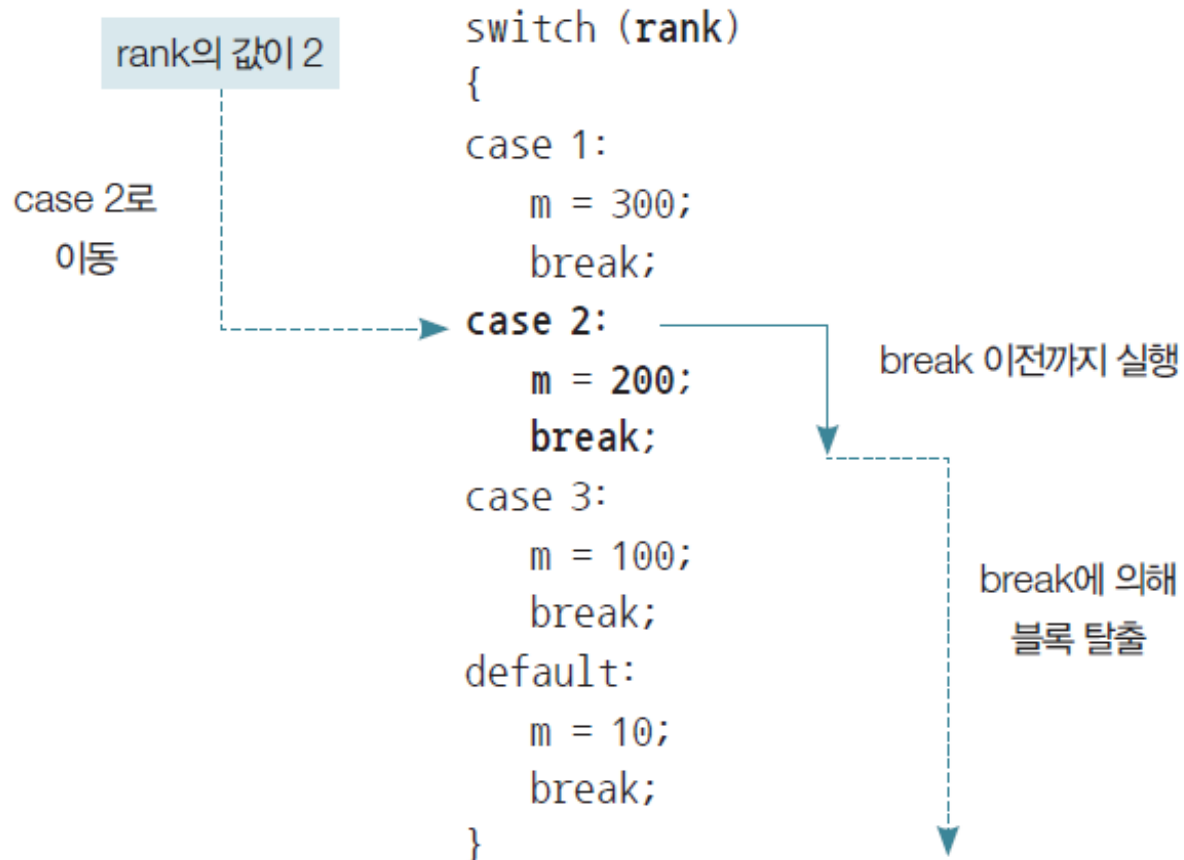 switch (rank)
rank의 값이 2
{
case 1:
m = 300;
case 2로
이동
break;
case 2:
break 이전까지 실행
m = 200;
break;
case 3:
m = 100;
break에 의해
블록 탈출
break;
default:
m = 10;
break;
}